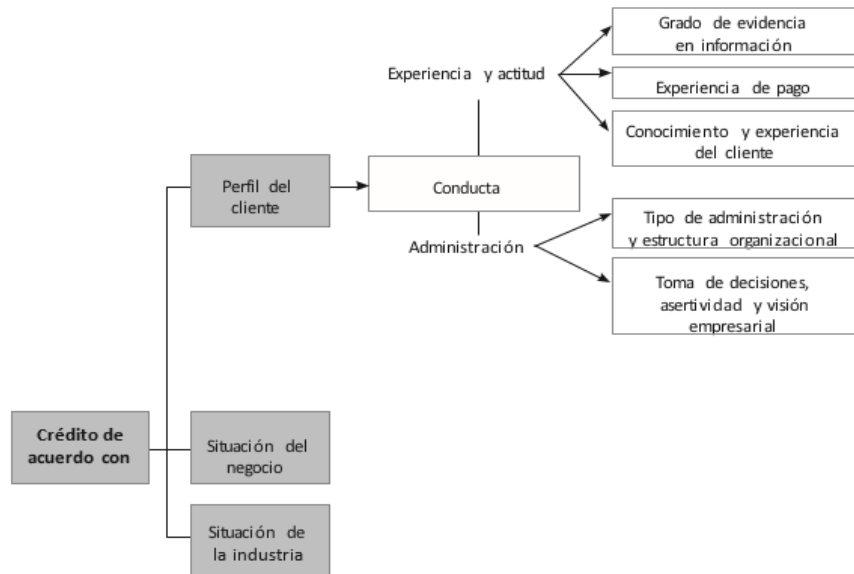 Grado de evidencia
en información
Experiencia y actitud
Experiencia de pago
Conocimiento y experiencia
del cliente
Perfil del
cliente
Conducta
Administración
Tipo de administración
y estructura organizacional
Toma de decisiones,
asertividad y visión
empresarial
Crédito de
acuerdo con
Situación del
negocio
Situación de
la industria